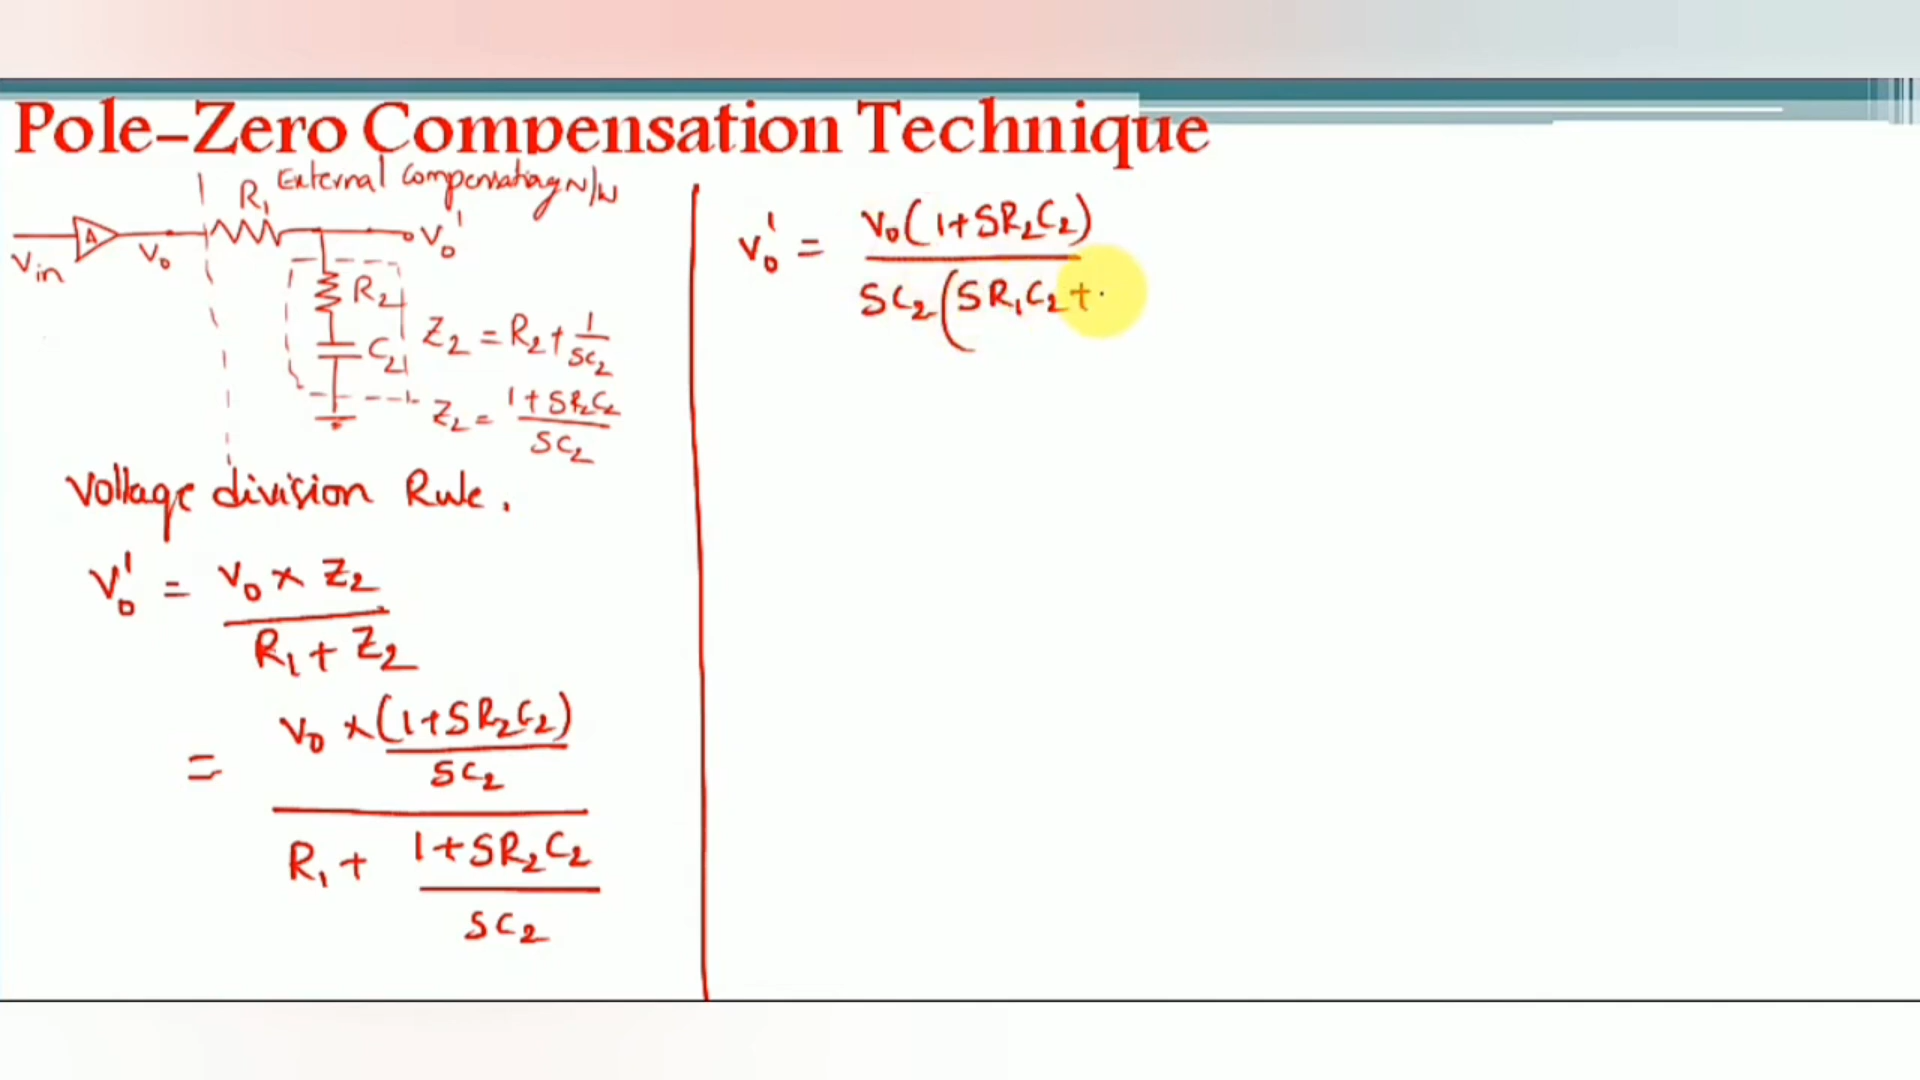 Pole–Zero Compensation Technique
External Compensating N/W
R₁
Vin A V₀ V₀'
R₂
C₂
Z₂ = R₂ + 1/SC₂
Z₂ = 1+SR₂C₂/SC₂
Voltage division Rule.
V₀' = V₀ × Z₂
R₁ + Z₂
= V₀ × (1+SR₂C₂)
SC₂
R₁ + 1+SR₂C₂
SC₂
V₀' = V₀(1+SR₂C₂)
SC₂(SR₁C₂ +